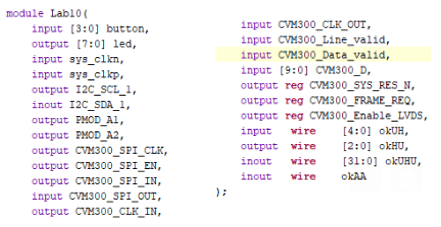 module Lab10(
input [3:0] button,
output [7:0] led,
input sys_clkn,
input sys_clkp,
output I2C_SCL_1,
inout I2C_SDA_1,
output PMOD_A1,
output PMOD_A2,
output CVM300_SPI_CLK,
output CVM300_SPI_EN,
output CVM300_SPI_IN,
input CVM300_SPI_OUT,
output CVM300_CLK_IN,
input CVM300_CLK_OUT,
input CVM300_Line_valid,
input CVM300_Data_valid,
input [9:0] CVM300_D,
output reg CVM300_SYS_RES_N,
output reg CVM300_FRAME_REQ,
output reg CVM300_Enable_LVDS,
input wire [4:0] okUH,
output wire [2:0] okHU,
inout wire [31:0] okUHU,
inout wire okAA
);